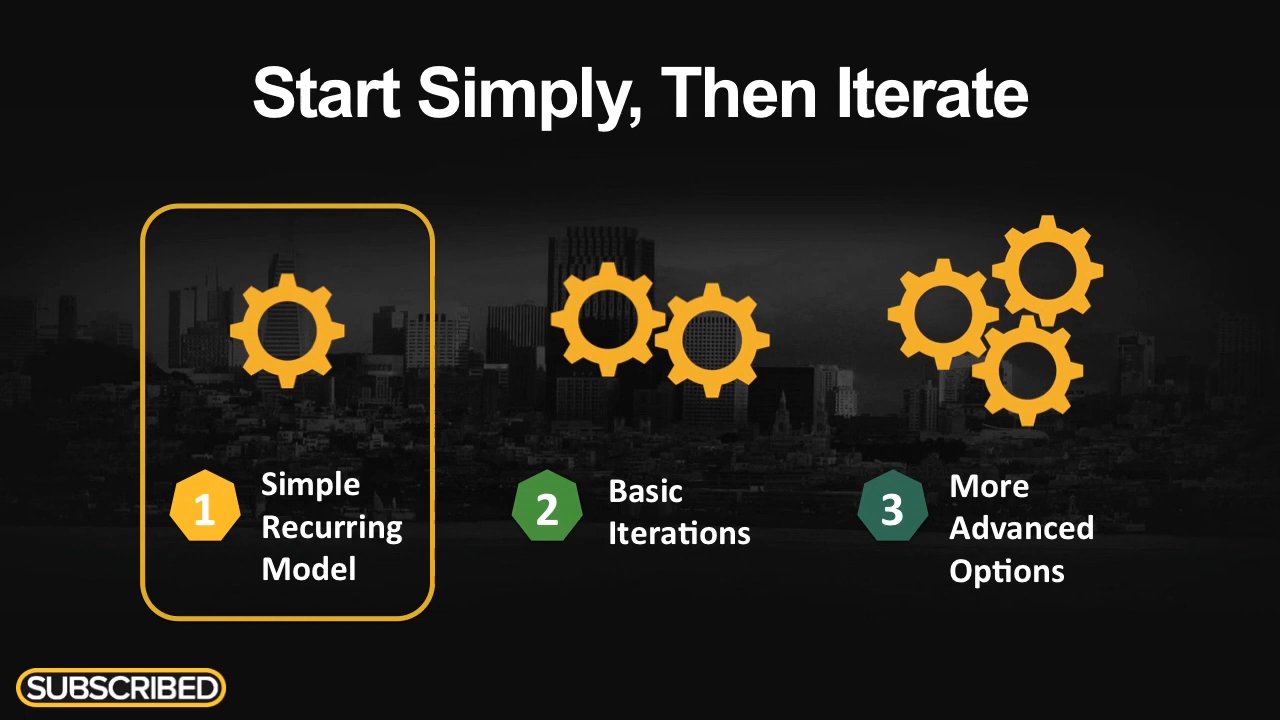 Start Simply, Then Iterate
1
Simple
Recurring
Model
2
Basic
Iterations
3
More
Advanced
Options
SUBSCRIBED